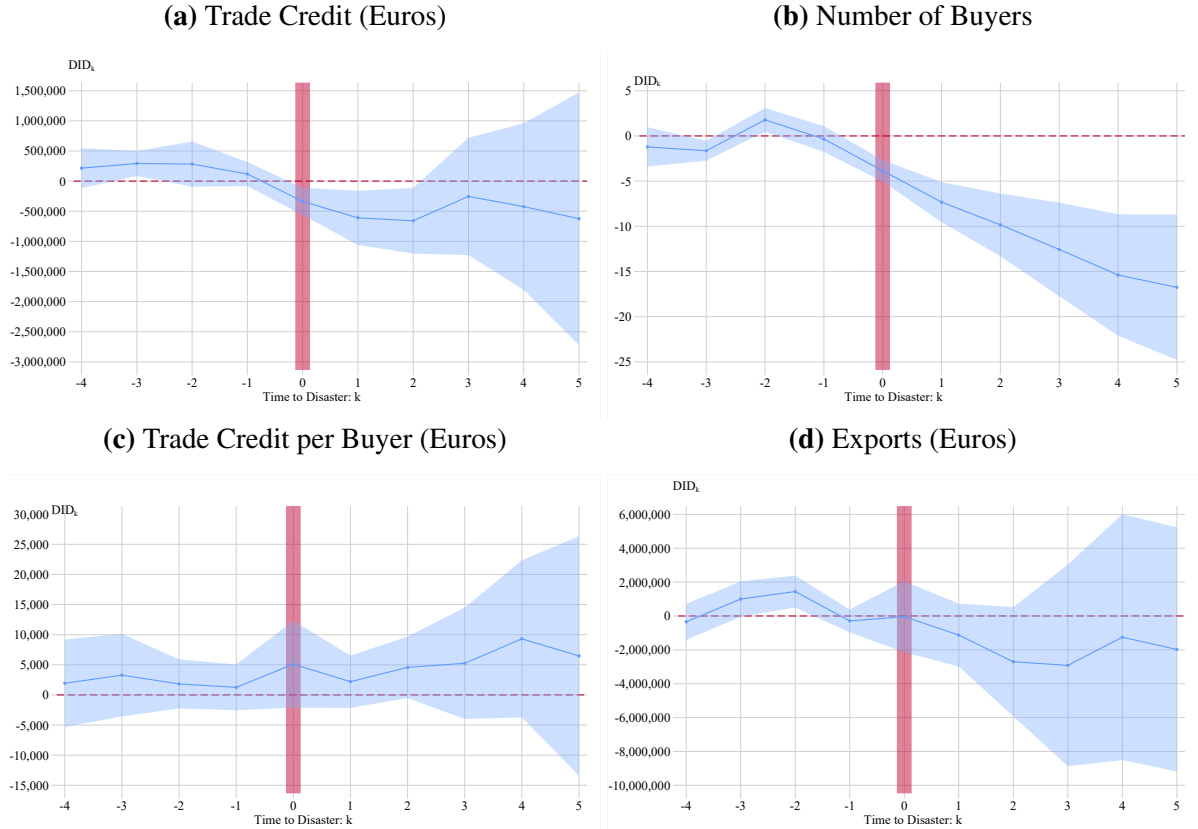 (a) Trade Credit (Euros)
DIDk
1,500,000
1,000,000
500,000
0
-500,000
-1,000,000
-1,500,000
-2,000,000
-2,500,000
-3,000,000
-4 -3 -2 -1 0 1 2 3 4 5
Time to Disaster: k
(b) Number of Buyers
DIDk
5
0
-5
-10
-15
-20
-25
-4 -3 -2 -1 0 1 2 3 4 5
Time to Disaster: k
(c) Trade Credit per Buyer (Euros)
DIDk
30,000
25,000
20,000
15,000
10,000
5,000
0
-5,000
-10,000
-15,000
-4 -3 -2 -1 0 1 2 3 4 5
Time to Disaster: k
(d) Exports (Euros)
DIDk
6,000,000
4,000,000
2,000,000
0
-2,000,000
-4,000,000
-6,000,000
-8,000,000
-10,000,000
-4 -3 -2 -1 0 1 2 3 4 5
Time to Disaster: k